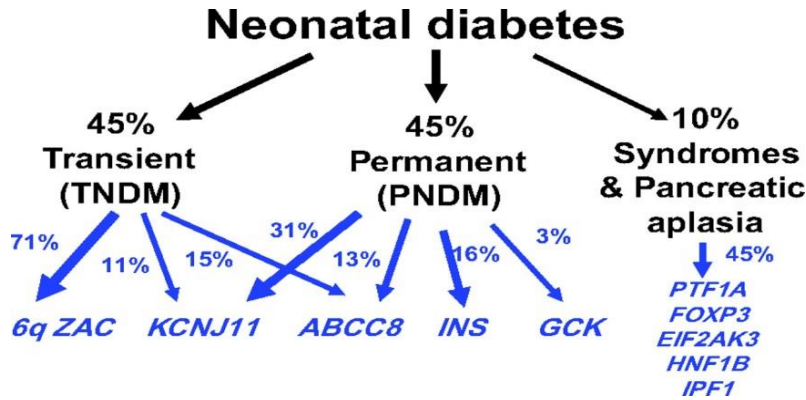 Neonatal diabetes
45%
Transient
(TNDM)
45%
Permanent
(PNDM)
10%
Syndromes
& Pancreatic
aplasia
71%
11%
15%
31%
13%
16%
3%
45%
6q ZAC
KCNJ11
ABCC8
INS
GCK
PTF1A
FOXP3
EIF2AK3
HNF1B
IPF1